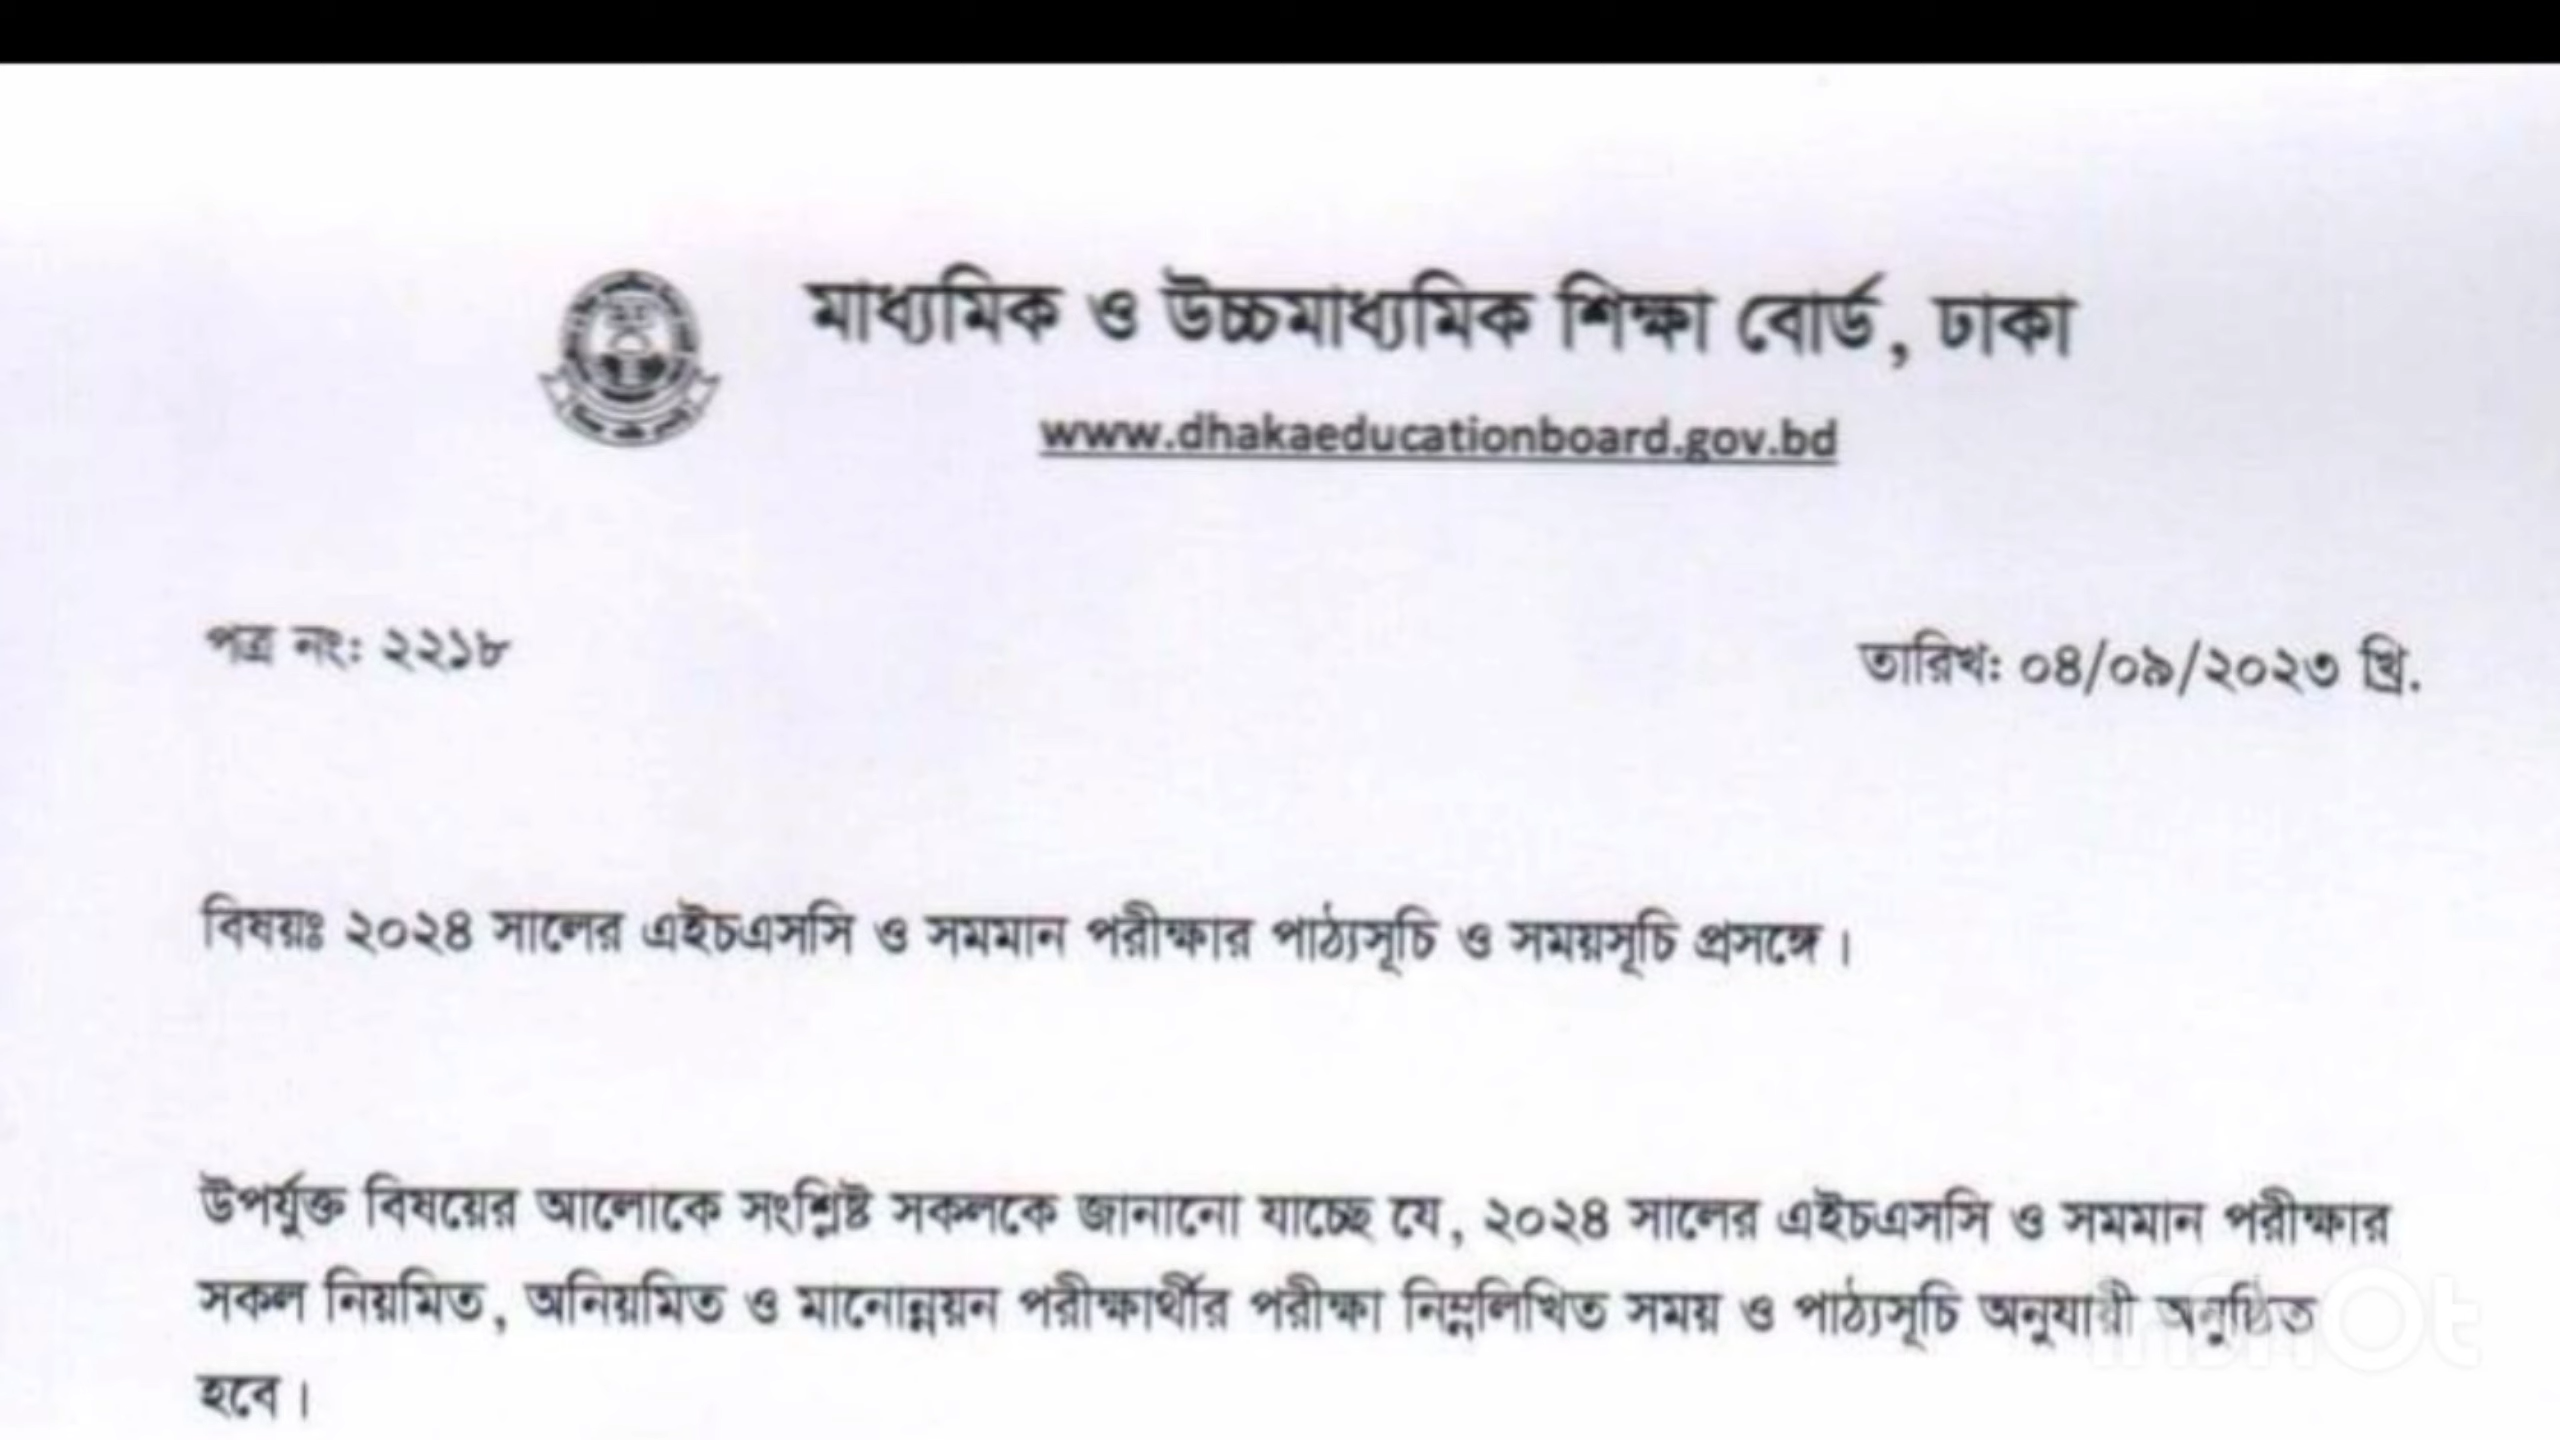 মাধ্যমিক ও উচ্চমাধ্যমিক শিক্ষা বোর্ড, ঢাকা
www.dhakaeducationboard.gov.bd
পত্র নং: ২২১৮
তারিখ: ০৪/০৯/২০২৩ খ্রি.
বিষয়ঃ ২০২৪ সালের এইচএসসি ও সমমান পরীক্ষার পাঠ্যসূচি ও সময়সূচি প্রসঙ্গে।
উপর্যুক্ত বিষয়ের আলোকে সংশ্লিষ্ট সকলকে জানানো যাচ্ছে যে, ২০২৪ সালের এইচএসসি ও সমমান পরীক্ষার
সকল নিয়মিত, অনিয়মিত ও মানোন্নয়ন পরীক্ষার্থীর পরীক্ষা নিম্নলিখিত সময় ও পাঠ্যসূচি অনুযায়ী অনুষ্ঠিত
হবে।
InShOt